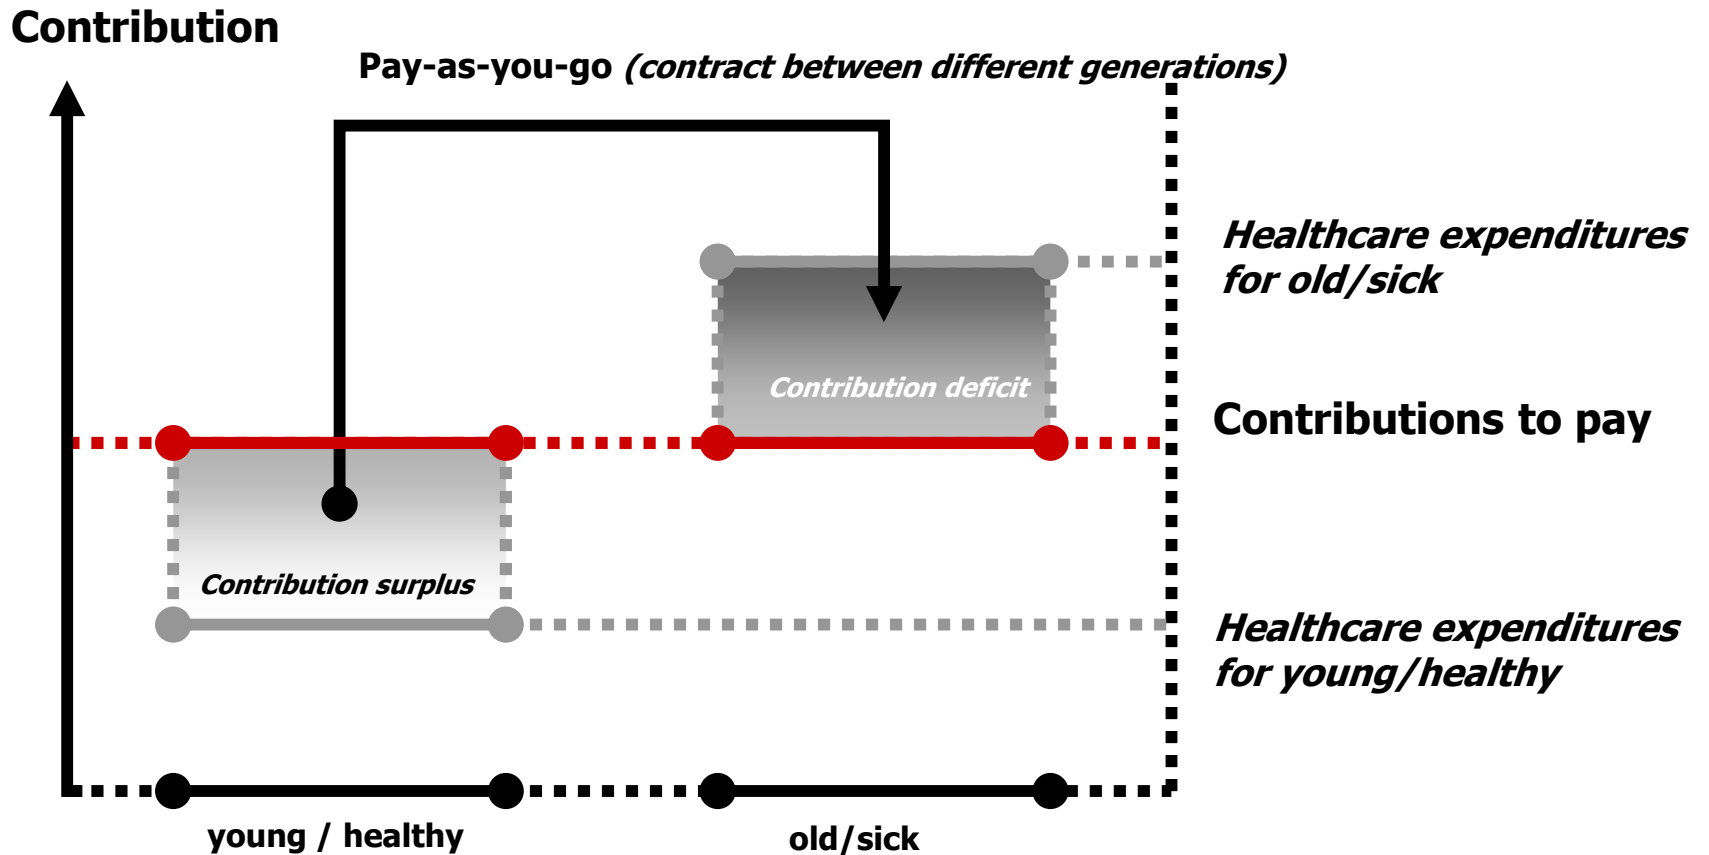 Contribution
Pay-as-you-go (contract between different generations)
Healthcare expenditures
for old/sick
Contribution deficit
Contributions to pay
Contribution surplus
Healthcare expenditures
for young/healthy
young / healthy
old/sick